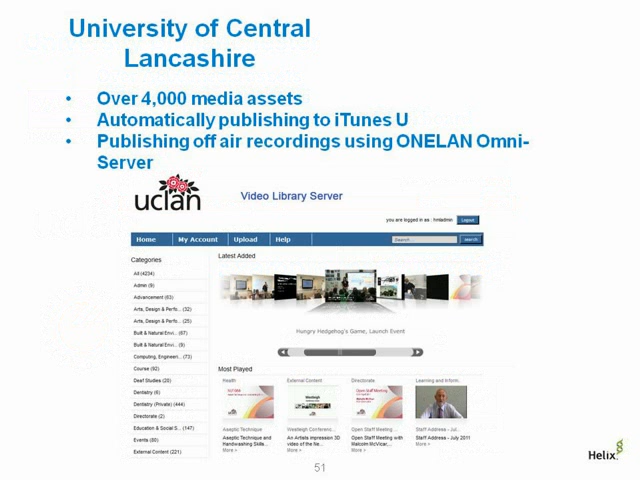 University of Central
Lancashire
• Over 4,000 media assets
• Automatically publishing to iTunes U
• Publishing off air recordings using ONELAN Omni-
Server
uclan
Video Library Server
you are logged in as : hmladmin
Logout
Home My Account Upload Help Search... search
Categories
Latest Added
All (4234)
Admin (9)
Advancement (63)
Arts, Design & Perfo... (32)
Arts, Design & Perfo... (25)
Built & Natural Envi... (67)
Built & Natural Envi... (9)
Computing, Engineen... (73)
Course (92)
Deaf Studies (20)
Dentistry (6)
Dentistry (Private) (444)
Directorate (2)
Education & Social S... (147)
Events (80)
External Content (221)
Hungry Hedgehog's Game, Launch Event
Most Played
Health
External Content
Directorate
Learning and Inform..
Aseptic Technique
Westleigh Conferenc..
Open Staff Meeting ...
Staff Address - Jul...
Aseptic Technique and
Handwashing Skills...
More >
An Artists impression 3D
video of the Ne...
More >
Open Staff Meeting with
Malcolm McVicar,...
More >
Staff Address - July 2011
More >
51
Helix